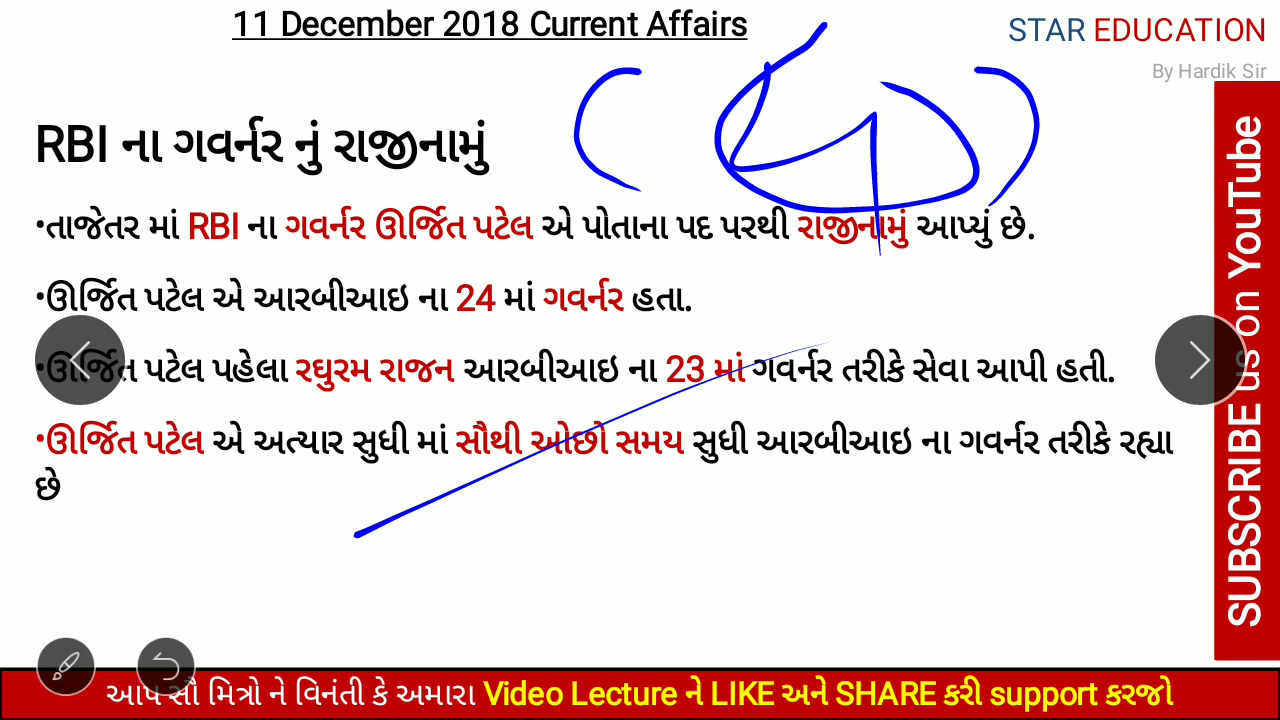 11 December 2018 Current Affairs
STAR EDUCATION
By Hardik Sir
RBI ના ગવર્નર નું રાજીનામું
•તાજેતર માં RBI ના ગવર્નર ઊર્જિત પટેલ એ પોતાના પદ પરથી રાજીનામું આપ્યું છે.
•ઊર્જિત પટેલ એ આરબીઆઇ ના 24 માં ગવર્નર હતા.
•ઊર્જિત પટેલ પહેલા રઘુરમ રાજન આરબીઆઇ ના 23 માં ગવર્નર તરીકે સેવા આપી હતી.
•ઊર્જિત પટેલ એ અત્યાર સુધી માં સૌથી ઓછો સમય સુધી આરબીઆઇ ના ગવર્નર તરીકે રહ્યા
છે
SUBSCRIBE us on YouTube
આપ સૌ મિત્રો ને વિનંતી કે અમારા Video Lecture ને LIKE અને SHARE કરી support કરજો